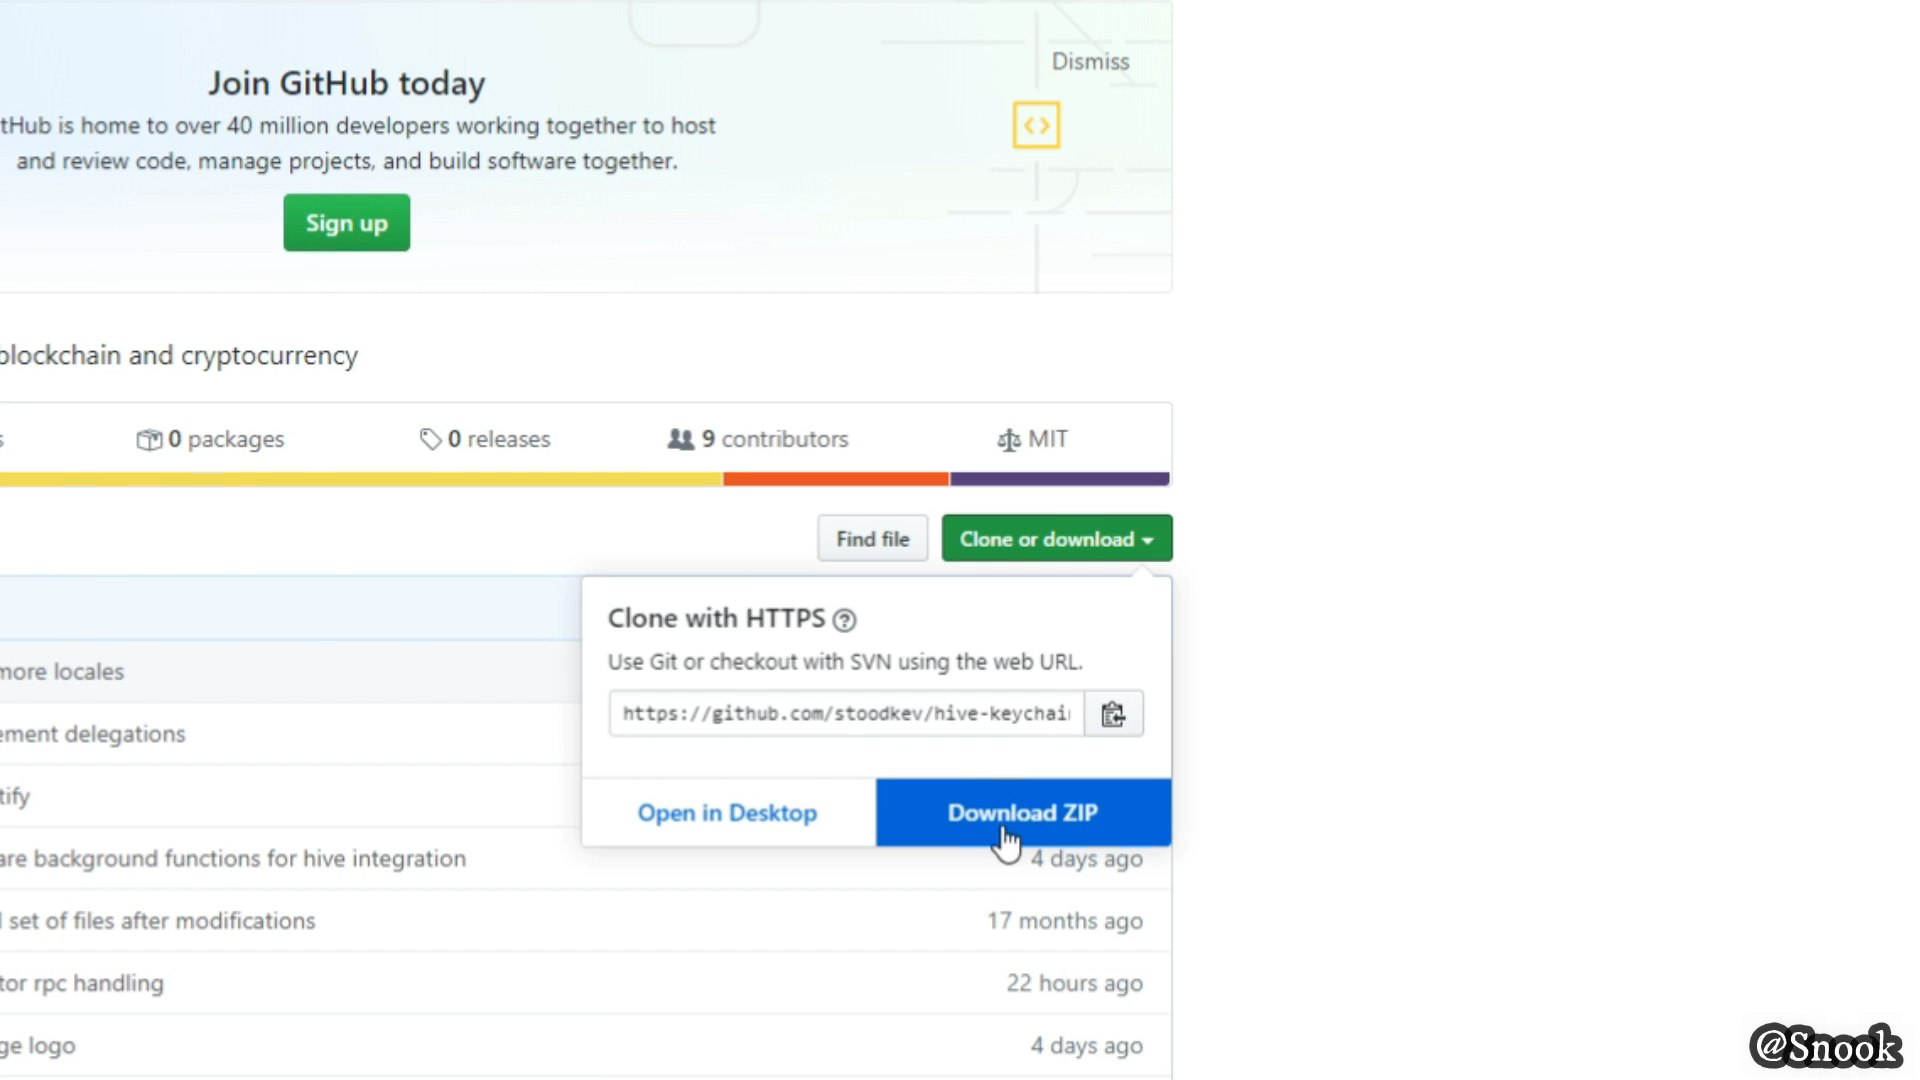 Join GitHub today
Dismiss
tHub is home to over 40 million developers working together to host
and review code, manage projects, and build software together.
Sign up
blockchain and cryptocurrency
s
0 packages
0 releases
9 contributors
MIT
Find file
Clone or download
Clone with HTTPS
Use Git or checkout with SVN using the web URL.
https://github.com/stoodkev/hive-keychai
Open in Desktop
Download ZIP
more locales
ement delegations
tify
are background functions for hive integration
4 days ago
set of files after modifications
17 months ago
tor rpc handling
22 hours ago
ge logo
4 days ago
@Snook